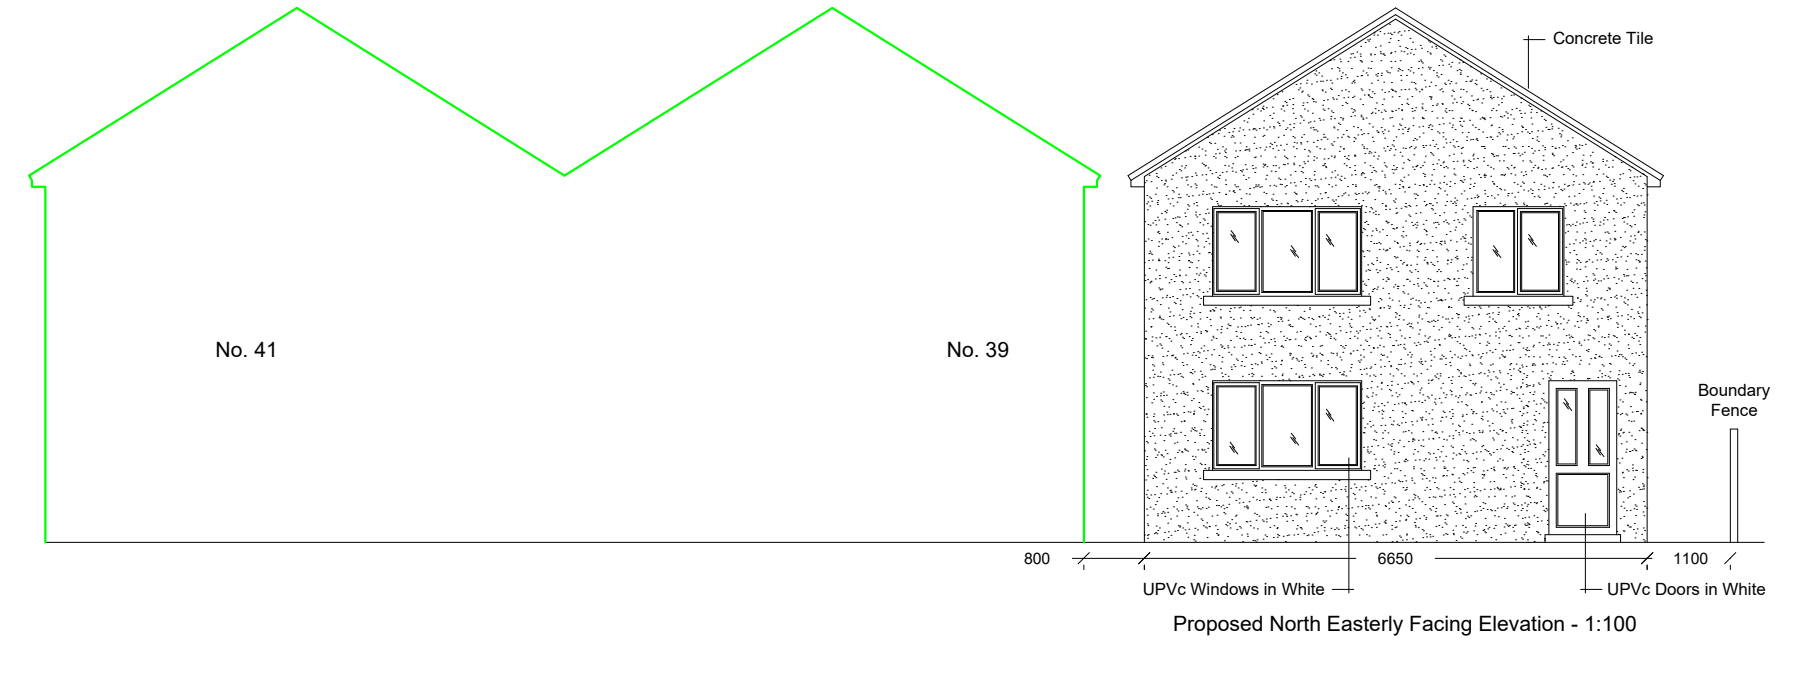 Concrete Tile
No. 41
No. 39
Boundary
Fence
800
6650
1100
UPVc Windows in White
UPVc Doors in White
Proposed North Easterly Facing Elevation - 1:100